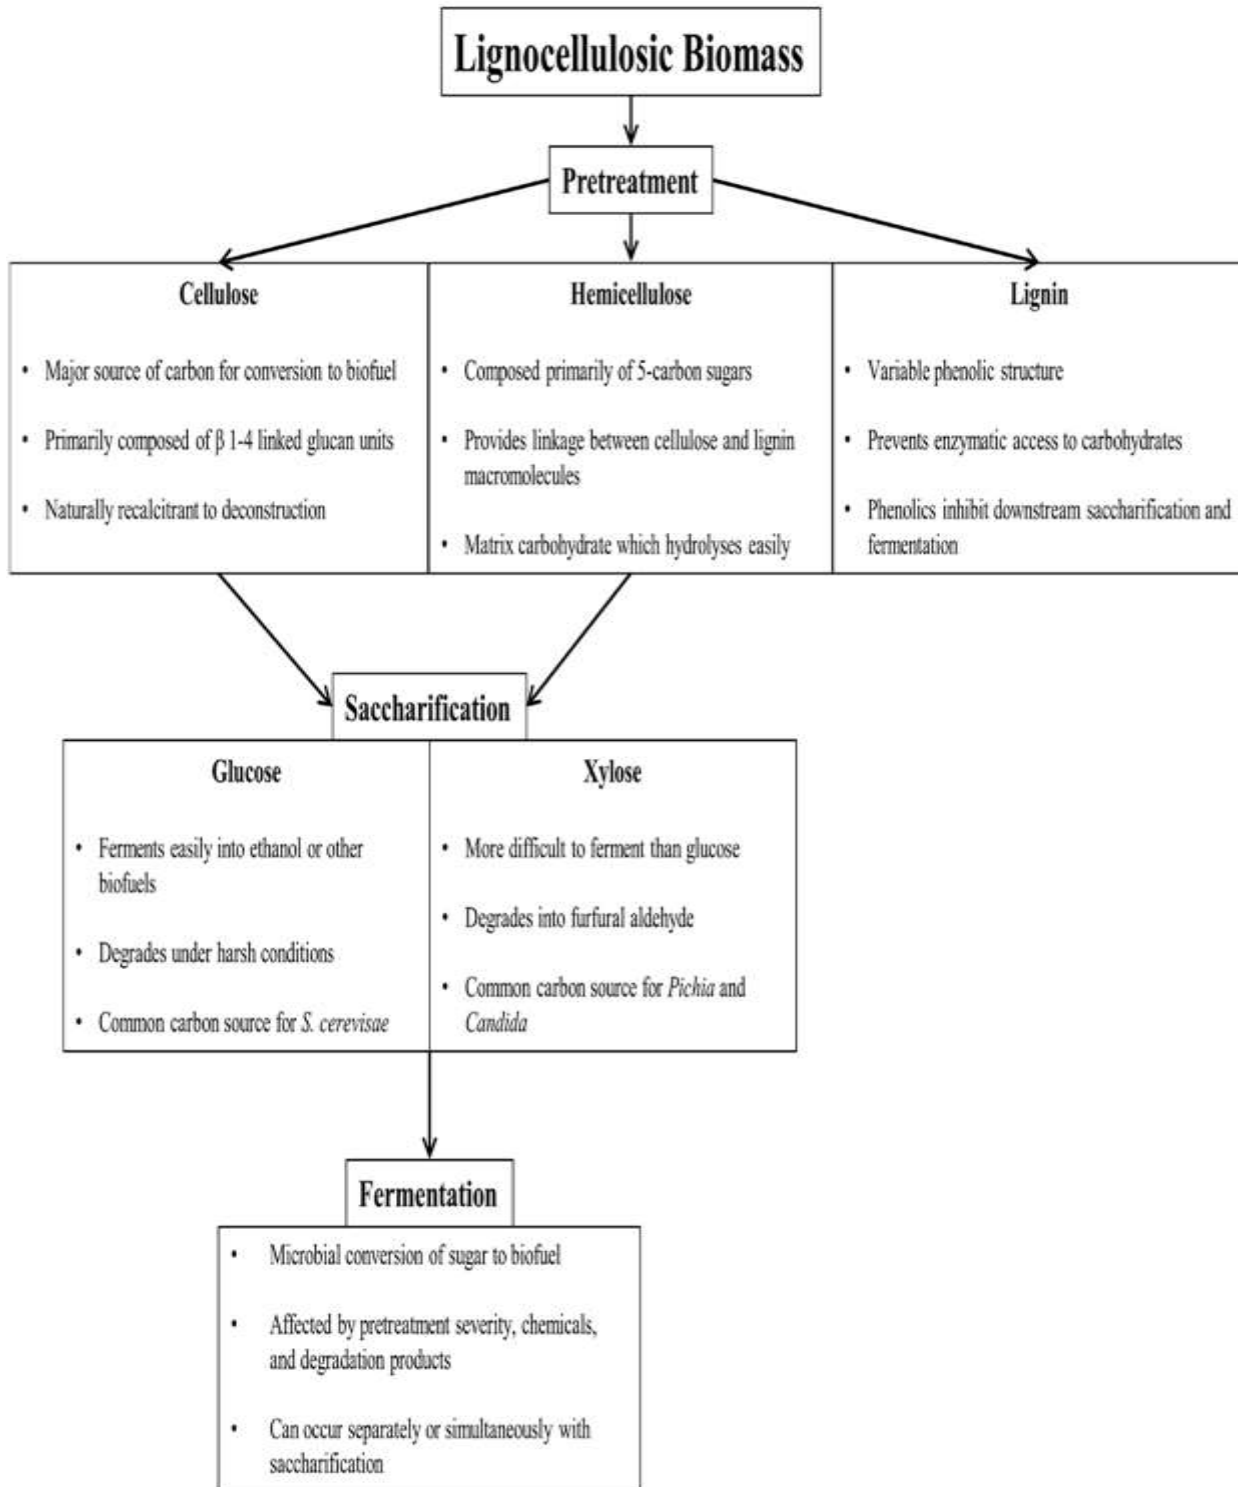 Lignocellulosic Biomass
Pretreatment
Cellulose
• Major source of carbon for conversion to biofuel
• Primarily composed of β 1-4 linked glucan units
• Naturally recalcitrant to deconstruction
Hemicellulose
• Composed primarily of 5-carbon sugars
• Provides linkage between cellulose and lignin
macromolecules
• Matrix carbohydrate which hydrolyses easily
Lignin
• Variable phenolic structure
• Prevents enzymatic access to carbohydrates
• Phenolics inhibit downstream saccharification and
fermentation
Saccharification
Glucose
• Ferments easily into ethanol or other
biofuels
• Degrades under harsh conditions
• Common carbon source for S. cerevisae
Xylose
• More difficult to ferment than glucose
• Degrades into furfural aldehyde
• Common carbon source for Pichia and
Candida
Fermentation
• Microbial conversion of sugar to biofuel
• Affected by pretreatment severity, chemicals,
and degradation products
• Can occur separately or simultaneously with
saccharification